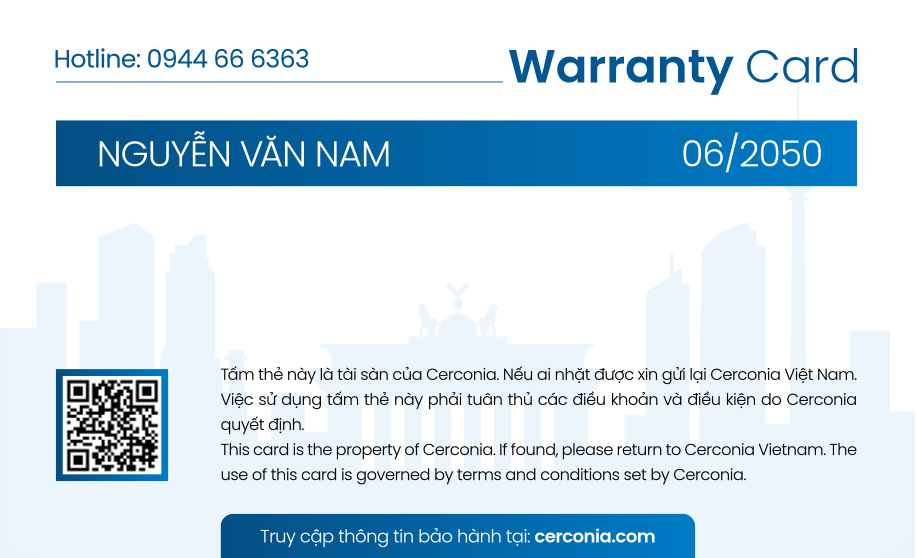 Hotline: 0944 66 6363
Warranty Card
NGUYỄN VĂN NAM
06/2050
Tấm thẻ này là tài sàn của Cerconia. Nếu ai nhặt được xin gửi lại Cerconia Việt Nam.
Việc sử dụng tấm thẻ này phải tuân thủ các điều khoản và điều kiện do Cerconia
quyết định.
This card is the property of Cerconia. If found, please return to Cerconia Vietnam. The
use of this card is governed by terms and conditions set by Cerconia.
Truy cập thông tin bảo hành tại: cerconia.com